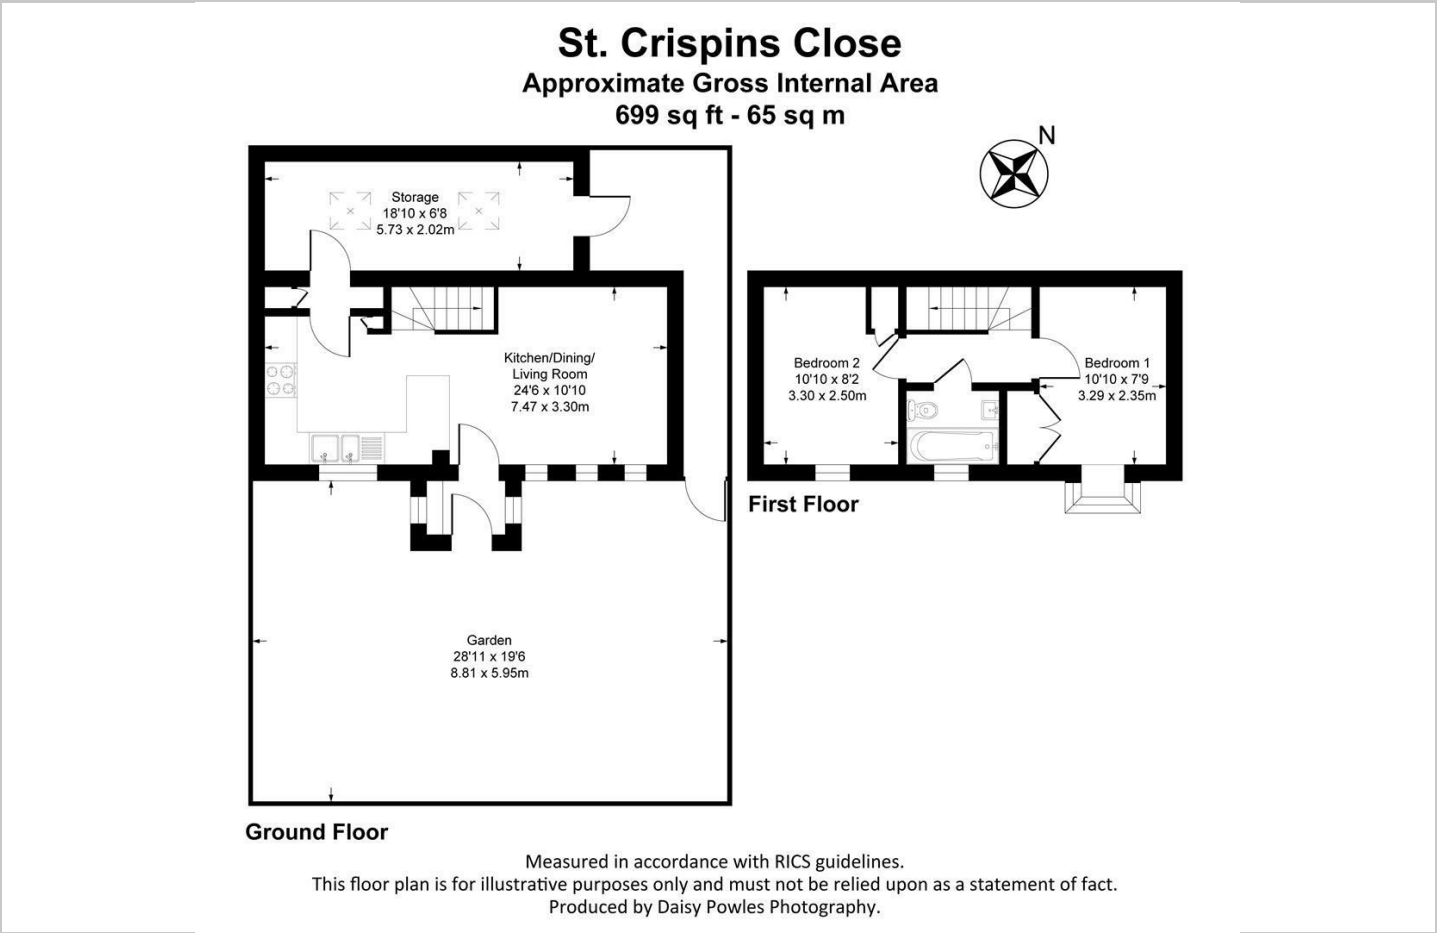 St. Crispins Close
Approximate Gross Internal Area
699 sq ft - 65 sq m
N
Storage
18'10 x 6'8
5.73 x 2.02m
Kitchen/Dining/
Living Room
24'6 x 10'10
7.47 x 3.30m
Bedroom 2
10'10 x 8'2
3.30 x 2.50m
Bedroom 1
10'10 x 7'9
3.29 x 2.35m
First Floor
Garden
28'11 x 19'6
8.81 x 5.95m
Ground Floor
Measured in accordance with RICS guidelines.
This floor plan is for illustrative purposes only and must not be relied upon as a statement of fact.
Produced by Daisy Powles Photography.